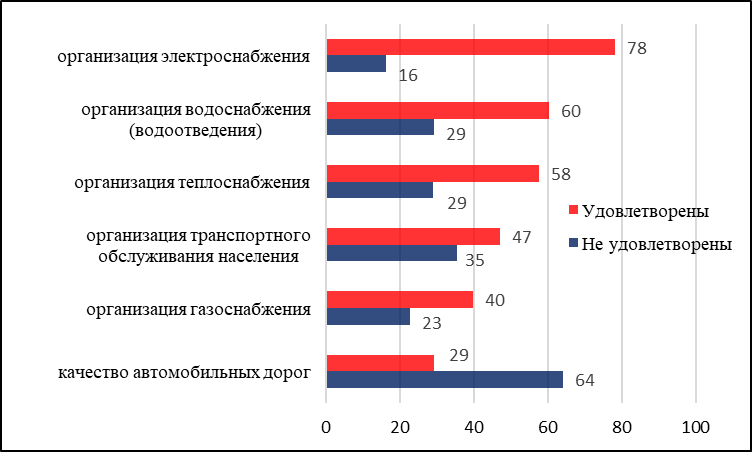 организация электроснабжения
78
16
организация водоснабжения
(водоотведения)
60
29
организация теплоснабжения
58
29
организация транспортного
обслуживания населения
47
35
организация газоснабжения
40
23
качество автомобильных дорог
29
64
Удовлетворены
Не удовлетворены
0 20 40 60 80 100